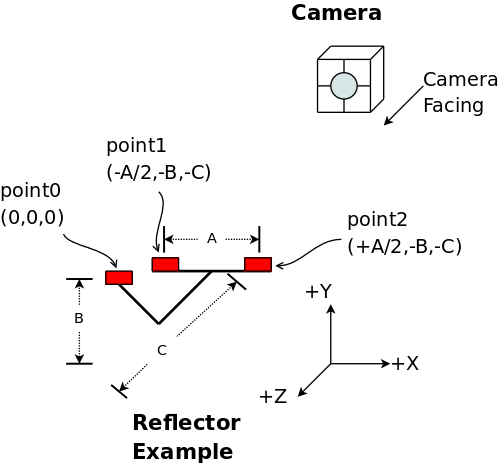 Camera
Camera
Facing
point1
(-A/2,-B,-C)
point0
(0,0,0)
point2
(+A/2,-B,-C)
A
B
C
+Y
+X
+Z
Reflector
Example